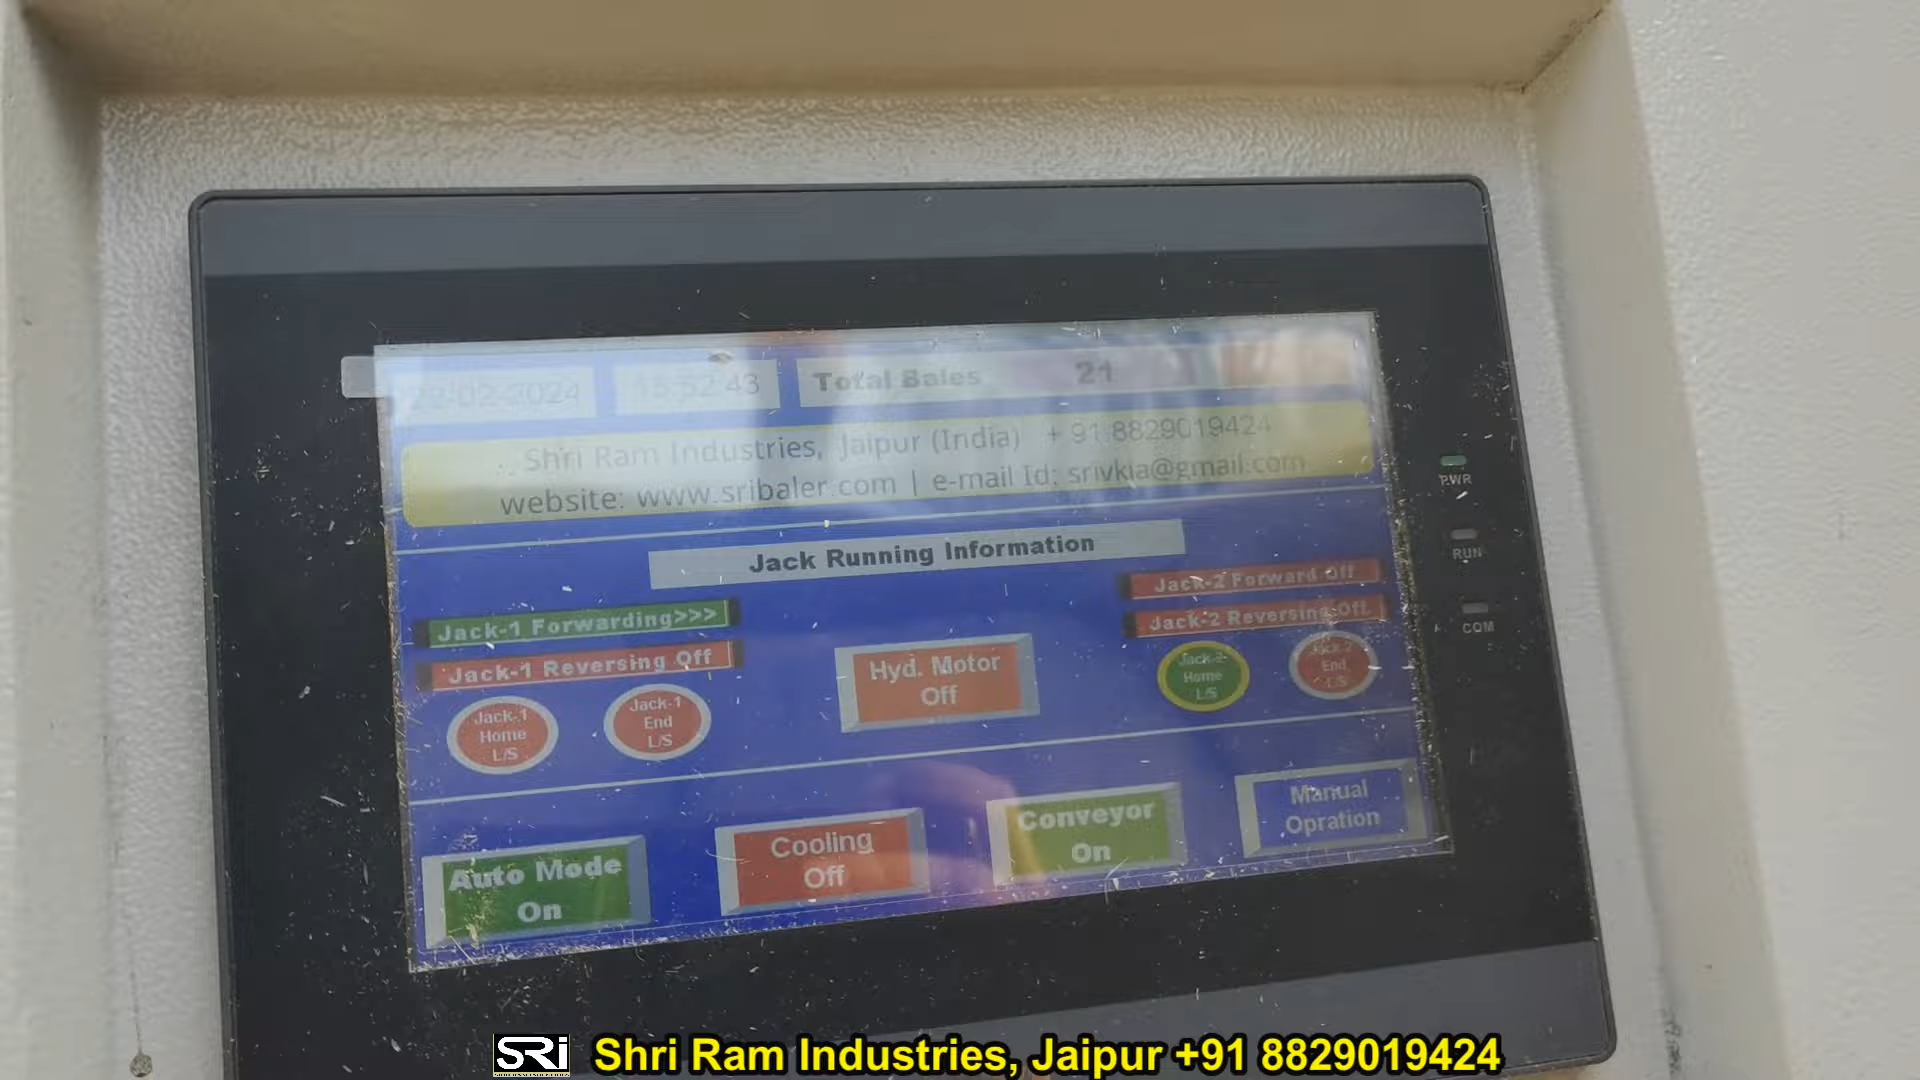 22-02-2024
15:52:43
Total Bales 21
Shri Ram Industries, Jaipur (India) + 91 8829019424
website: www.sribaler.com | e-mail Id: srivkia@gmail.com
Jack Running Information
Jack-1 Forwarding>>>
Jack-1 Reversing Off
Jack-1
Home
L/S
Jack-1
End
L/S
Hyd. Motor
Off
Jack-2 Forward Off
Jack-2 Reversing Off
Jack-2
Home
L/S
Jack-2
End
L/S
Auto Mode
On
Cooling
Off
Conveyor
On
Manual
Opration
PWR
RUN
COM
SRi Shri Ram Industries, Jaipur +91 8829019424